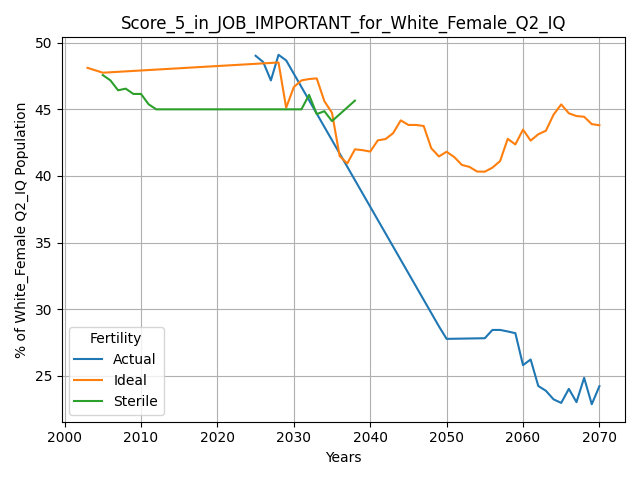 Score_5_in_JOB_IMPORTANT_for_White_Female_Q2_IQ
% of White_Female Q2_IQ Population
50
45
40
35
30
25
Fertility
Actual
Ideal
Sterile
2000 2010 2020 2030 2040 2050 2060 2070
Years